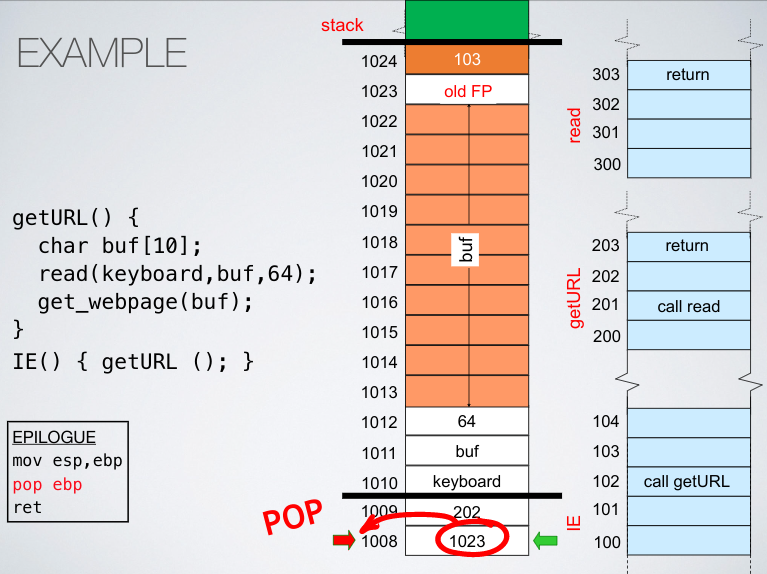 EXAMPLE
getURL() {
char buf[10];
read(keyboard,buf,64);
get_webpage(buf);
}
IE() { getURL (); }
EPILOGUE
mov esp,ebp
pop ebp
ret
stack
1024 103
1023 old FP
1022
1021
1020
1019
1018
1017
1016
1015
1014
1013
buf
1012 64
1011 buf
1010 keyboard
1009 202
1008 1023
POP
read
303 return
302
301
300
getURL
203 return
202
201 call read
200
IE
104
103
102 call getURL
101
100